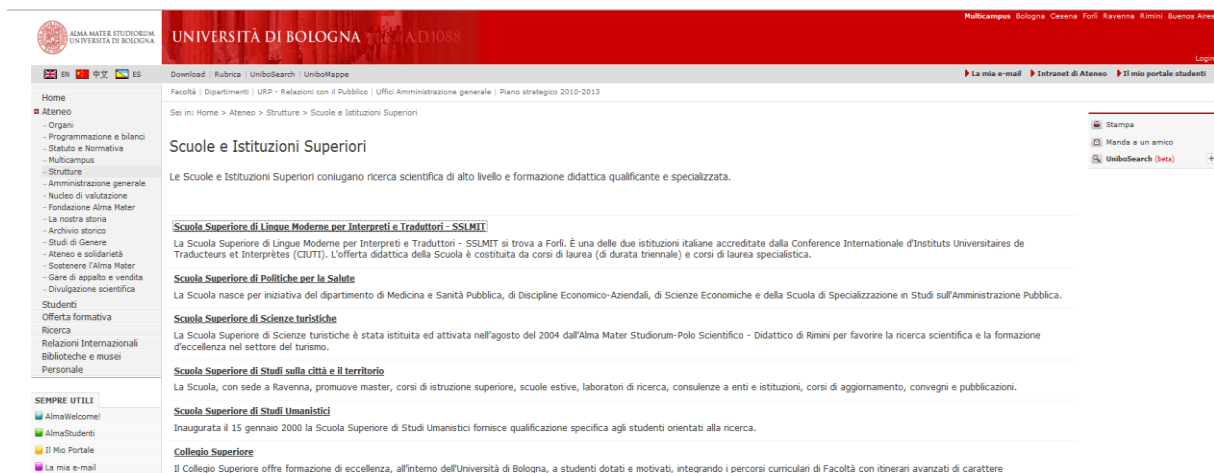 Multicampus Bologna Cesena Forlì Ravenna Rimini Buenos Aires
ALMA MATER STUDIORUM
UNIVERSITÀ DI BOLOGNA
UNIVERSITÀ DI BOLOGNA A.D.1088
Login
EN 中文 ES
Download | Rubrica | UniboSearch | UniboMappe
La mia e-mail Intranet di Ateneo Il mio portale studenti
Facoltà | Dipartimenti | URP - Relazioni con il Pubblico | Uffici Amministrazione generale | Piano strategico 2010-2013
Home
Ateneo
– Organi
– Programmazione e bilanci
– Statuto e Normativa
– Multicampus
– Strutture
– Amministrazione generale
– Nucleo di valutazione
– Fondazione Alma Mater
– La nostra storia
– Archivio storico
– Studi di Genere
– Ateneo e solidarietà
– Sostenere l'Alma Mater
– Gare di appalto e vendita
– Divulgazione scientifica
Studenti
Offerta formativa
Ricerca
Relazioni Internazionali
Biblioteche e musei
Personale
SEMPRE UTILI
AlmaWelcome!
AlmaStudenti
Il Mio Portale
La mia e-mail
Sei in: Home > Ateneo > Strutture > Scuole e Istituzioni Superiori
Scuole e Istituzioni Superiori
Le Scuole e Istituzioni Superiori coniugano ricerca scientifica di alto livello e formazione didattica qualificante e specializzata.
Scuola Superiore di Lingue Moderne per Interpreti e Traduttori - SSLMIT
La Scuola Superiore di Lingue Moderne per Interpreti e Traduttori - SSLMIT si trova a Forlì. È una delle due istituzioni italiane accreditate dalla Conference Internationale d'Instituts Universitaires de
Traducteurs et Interprètes (CIUTI). L'offerta didattica della Scuola è costituita da corsi di laurea (di durata triennale) e corsi di laurea specialistica.
Scuola Superiore di Politiche per la Salute
La Scuola nasce per iniziativa del dipartimento di Medicina e Sanità Pubblica, di Discipline Economico-Aziendali, di Scienze Economiche e della Scuola di Specializzazione in Studi sull'Amministrazione Pubblica.
Scuola Superiore di Scienze turistiche
La Scuola Superiore di Scienze turistiche è stata istituita ed attivata nell'agosto del 2004 dall'Alma Mater Studiorum-Polo Scientifico - Didattico di Rimini per favorire la ricerca scientifica e la formazione
d'eccellenza nel settore del turismo.
Scuola Superiore di Studi sulla città e il territorio
La Scuola, con sede a Ravenna, promuove master, corsi di istruzione superiore, scuole estive, laboratori di ricerca, consulenze a enti e istituzioni, corsi di aggiornamento, convegni e pubblicazioni.
Scuola Superiore di Studi Umanistici
Inaugurata il 15 gennaio 2000 la Scuola Superiore di Studi Umanistici fornisce qualificazione specifica agli studenti orientati alla ricerca.
Collegio Superiore
Il Collegio Superiore offre formazione di eccellenza, all'interno dell'Università di Bologna, a studenti dotati e motivati, integrando i percorsi curriculari di Facoltà con itinerari avanzati di carattere
Stampa
Manda a un amico
UniboSearch [beta]